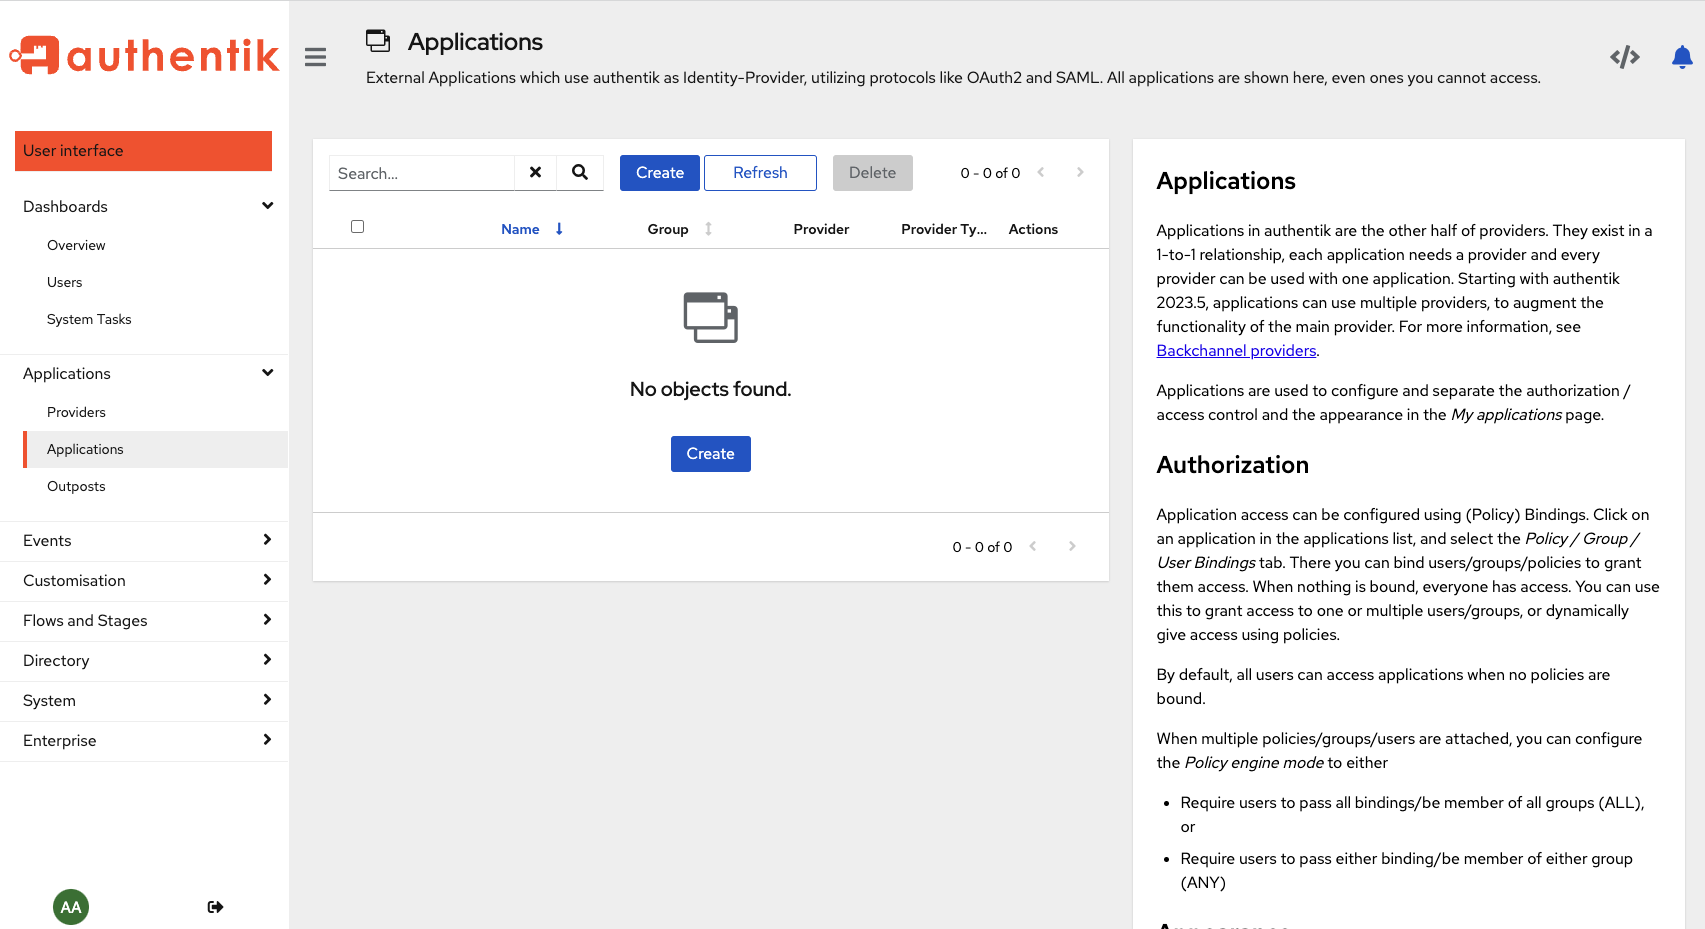 authentik
Applications
External Applications which use authentik as Identity-Provider, utilizing protocols like OAuth2 and SAML. All applications are shown here, even ones you cannot access.
User interface
Dashboards
Overview
Users
System Tasks
Applications
Providers
Applications
Outposts
Events
Customisation
Flows and Stages
Directory
System
Enterprise
AA
Search...
Create
Refresh
Delete
0 - 0 of 0
Name
Group
Provider
Provider Ty...
Actions
No objects found.
Create
0 - 0 of 0
Applications
Applications in authentik are the other half of providers. They exist in a
1-to-1 relationship, each application needs a provider and every
provider can be used with one application. Starting with authentik
2023.5, applications can use multiple providers, to augment the
functionality of the main provider. For more information, see
Backchannel providers.
Applications are used to configure and separate the authorization /
access control and the appearance in the My applications page.
Authorization
Application access can be configured using (Policy) Bindings. Click on
an application in the applications list, and select the Policy / Group /
User Bindings tab. There you can bind users/groups/policies to grant
them access. When nothing is bound, everyone has access. You can use
this to grant access to one or multiple users/groups, or dynamically
give access using policies.
By default, all users can access applications when no policies are
bound.
When multiple policies/groups/users are attached, you can configure
the Policy engine mode to either
Require users to pass all bindings/be member of all groups (ALL),
or
Require users to pass either binding/be member of either group
(ANY)